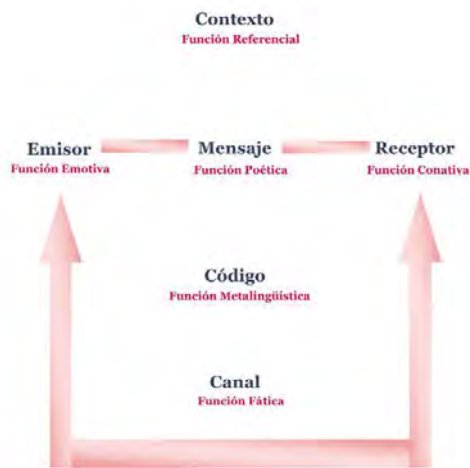 Contexto
Función Referencial
Emisor Mensaje Receptor
Función Emotiva Función Poética Función Conativa
Código
Función Metalingüística
Canal
Función Fática